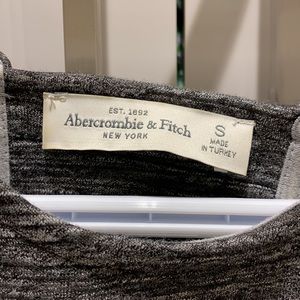 EST. 1892
Abercrombie & Fitch
NEW YORK
S
MADE
IN TURKEY